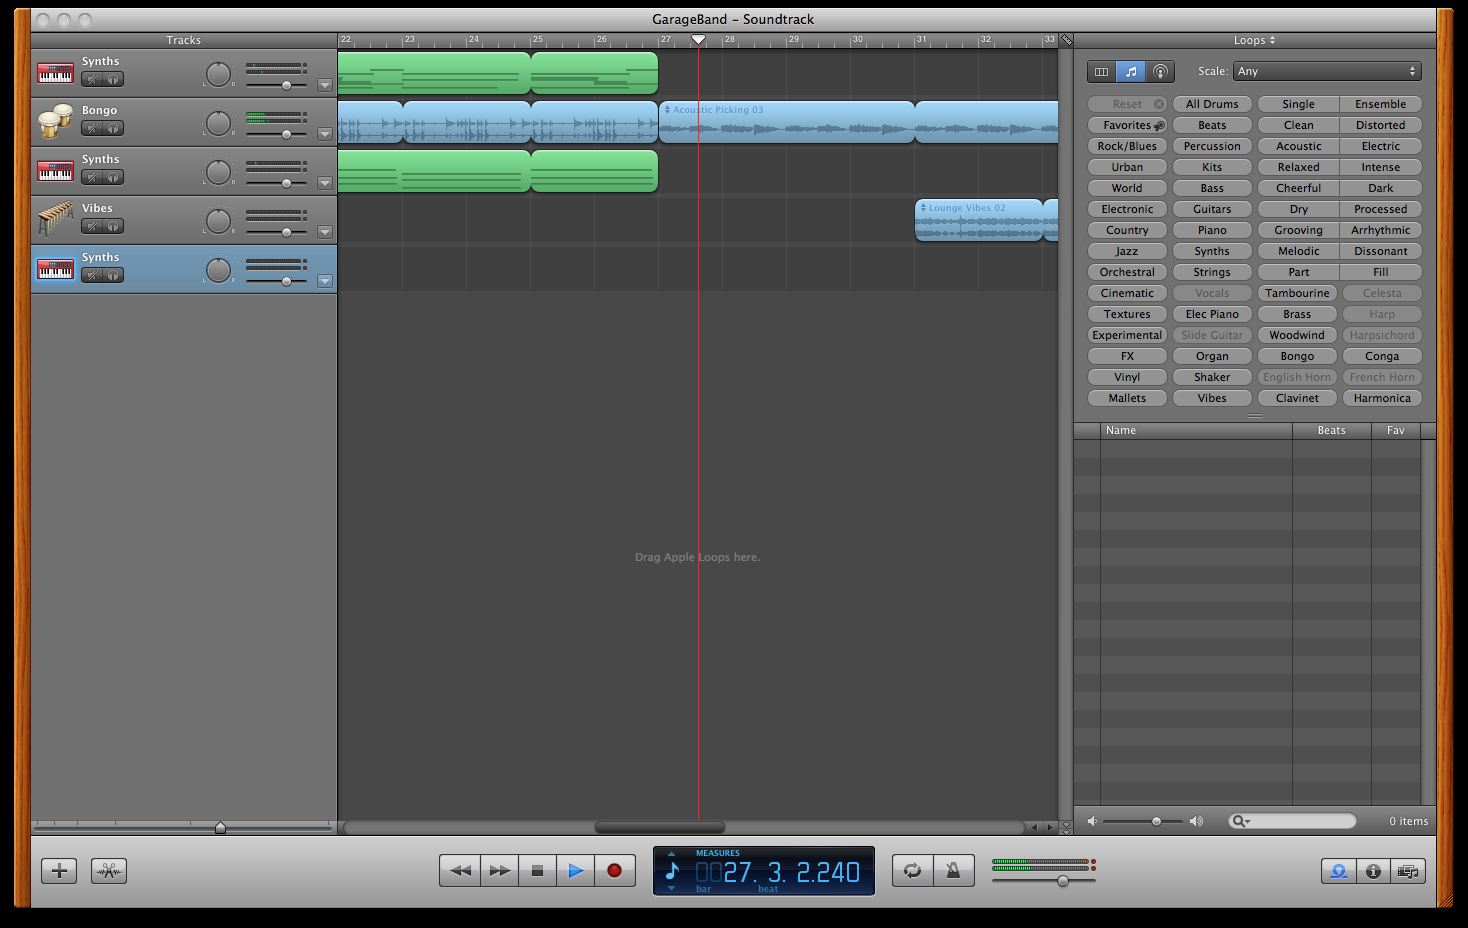 GarageBand – Soundtrack
Tracks
22 23 24 25 26 27 28 29 30 31 32 33
Loops
Synths
L R
Bongo
L R
Synths
L R
Vibes
L R
Synths
L R
Acoustic Picking 03
Lounge Vibes 02
Drag Apple Loops here.
Scale: Any
Reset All Drums Single Ensemble
Favorites Beats Clean Distorted
Rock/Blues Percussion Acoustic Electric
Urban Kits Relaxed Intense
World Bass Cheerful Dark
Electronic Guitars Dry Processed
Country Piano Grooving Arrhythmic
Jazz Synths Melodic Dissonant
Orchestral Strings Part Fill
Cinematic Vocals Tambourine Celesta
Textures Elec Piano Brass Harp
Experimental Slide Guitar Woodwind Harpsichord
FX Organ Bongo Conga
Vinyl Shaker English Horn French Horn
Mallets Vibes Clavinet Harmonica
Name Beats Fav
0 items
MEASURES
0027. 3. 2.240
bar beat